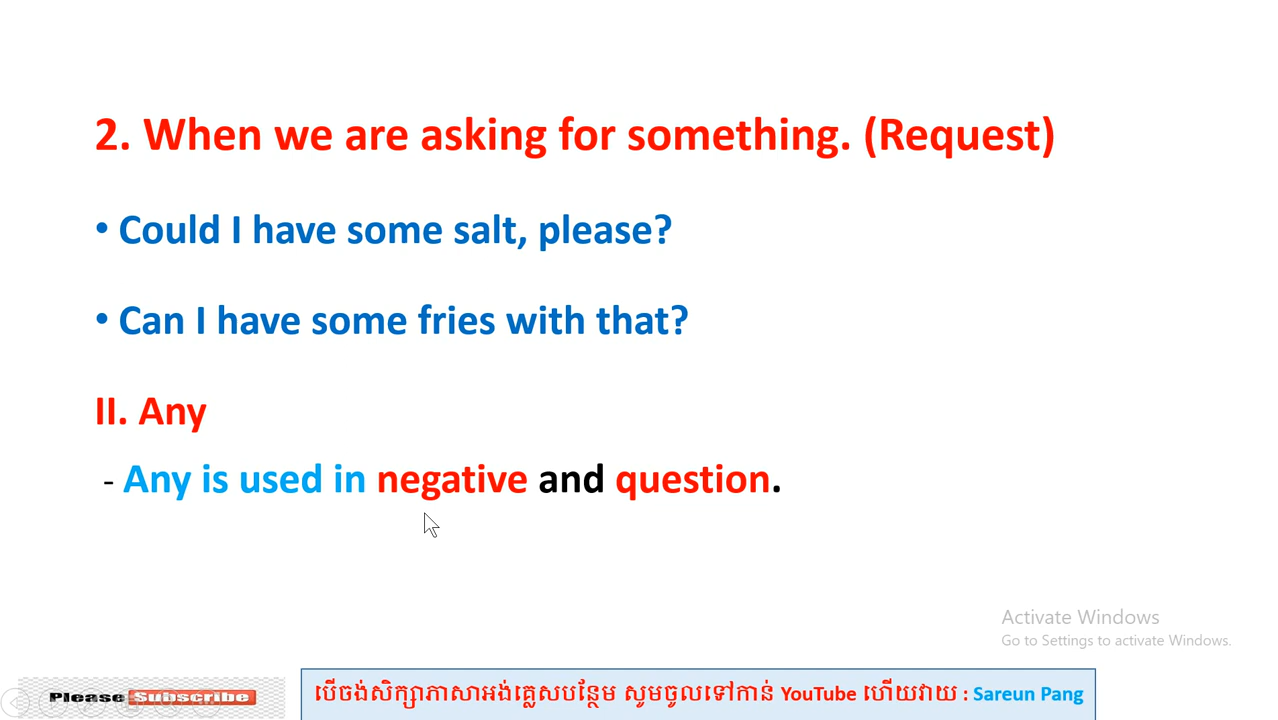 2. When we are asking for something. (Request)
• Could I have some salt, please?
• Can I have some fries with that?
II. Any
- Any is used in negative and question.
Activate Windows
Go to Settings to activate Windows.
Please Subscribe
បើចង់សិក្សាភាសាអង់គ្លេសបន្ថែម សូមចូលទៅកាន់ YouTube ហើយវាយ : Sareun Pang